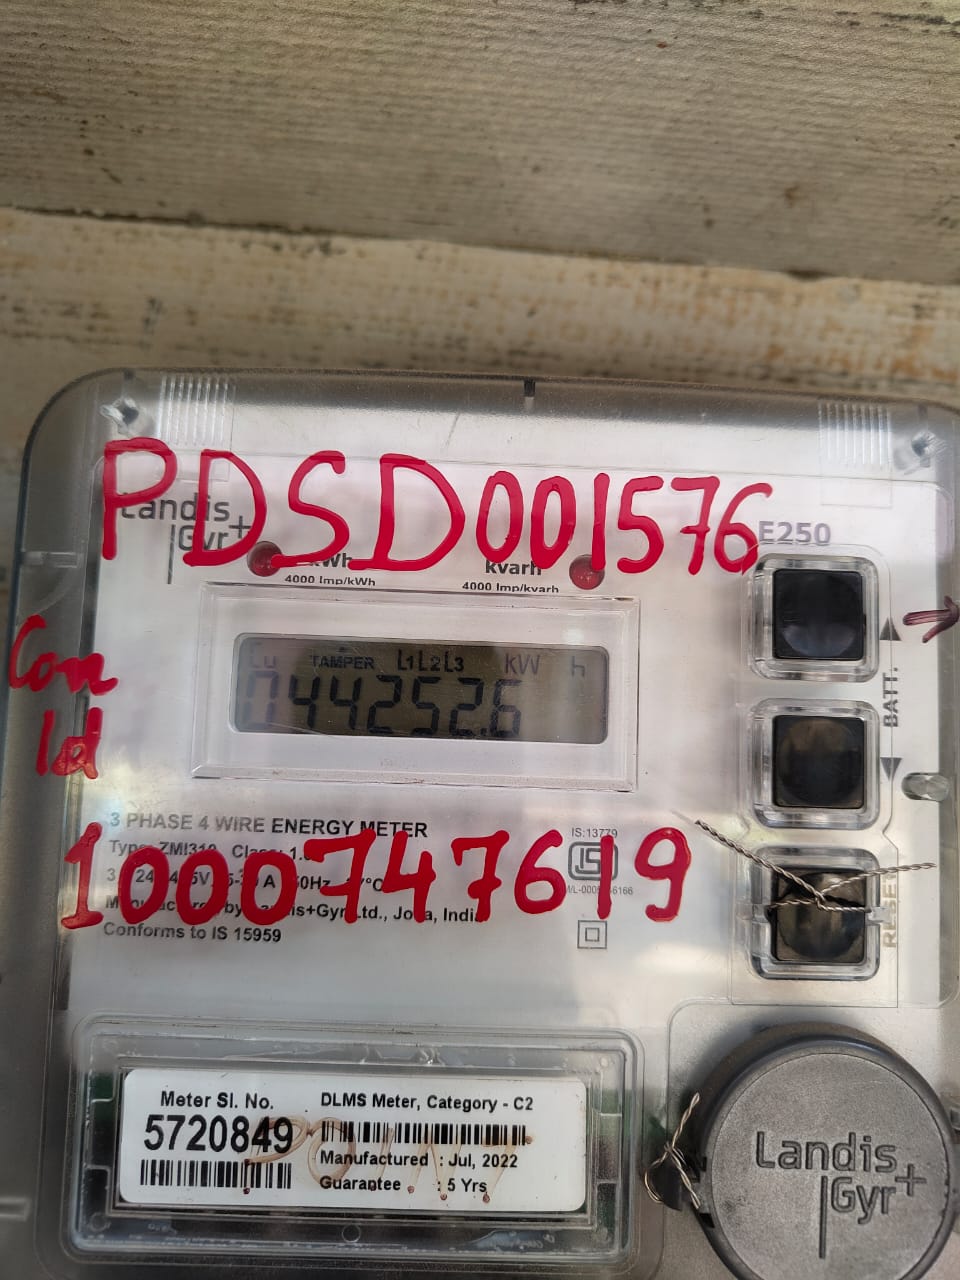 PDSD001576
Landis
Gyr+
E250
kWh
4000 Imp/kWh
kvarh
4000 Imp/kvarh
Cu TAMPER L1L2L3 kW h
044252.6
Con
Id
BATT.
3 PHASE 4 WIRE ENERGY METER
IS:13779
1000747619
Conforms to IS 15959
RESET
Meter Sl. No.
5720849
DLMS Meter, Category - C2
Manufactured : Jul, 2022
Guarantee : 5 Yrs
Landis
Gyr+